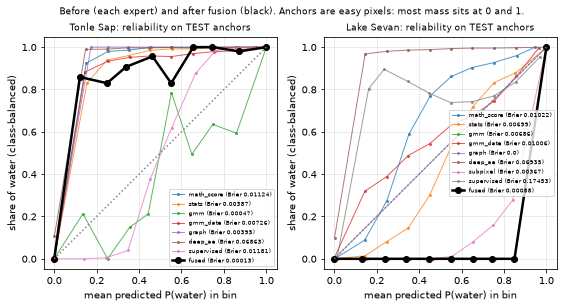 Before (each expert) and after fusion (black). Anchors are easy pixels: most mass sits at 0 and 1.
Tonle Sap: reliability on TEST anchors
share of water (class-balanced)
1.0
0.8
0.6
0.4
0.2
0.0
math_score (Brier 0.01124)
stats (Brier 0.00387)
gmm (Brier 0.00047)
gmm_date (Brier 0.00726)
graph (Brier 0.00355)
deep_ae (Brier 0.06863)
supervised (Brier 0.01181)
fused (Brier 0.00013)
0.0 0.2 0.4 0.6 0.8 1.0
mean predicted P(water) in bin
Lake Sevan: reliability on TEST anchors
share of water (class-balanced)
1.0
0.8
0.6
0.4
0.2
0.0
math_score (Brier 0.01022)
stats (Brier 0.00699)
gmm (Brier 0.00686)
gmm_date (Brier 0.01006)
graph (Brier 0.0)
deep_ae (Brier 0.06935)
subpixel (Brier 0.00367)
supervised (Brier 0.17453)
fused (Brier 0.00088)
0.0 0.2 0.4 0.6 0.8 1.0
mean predicted P(water) in bin